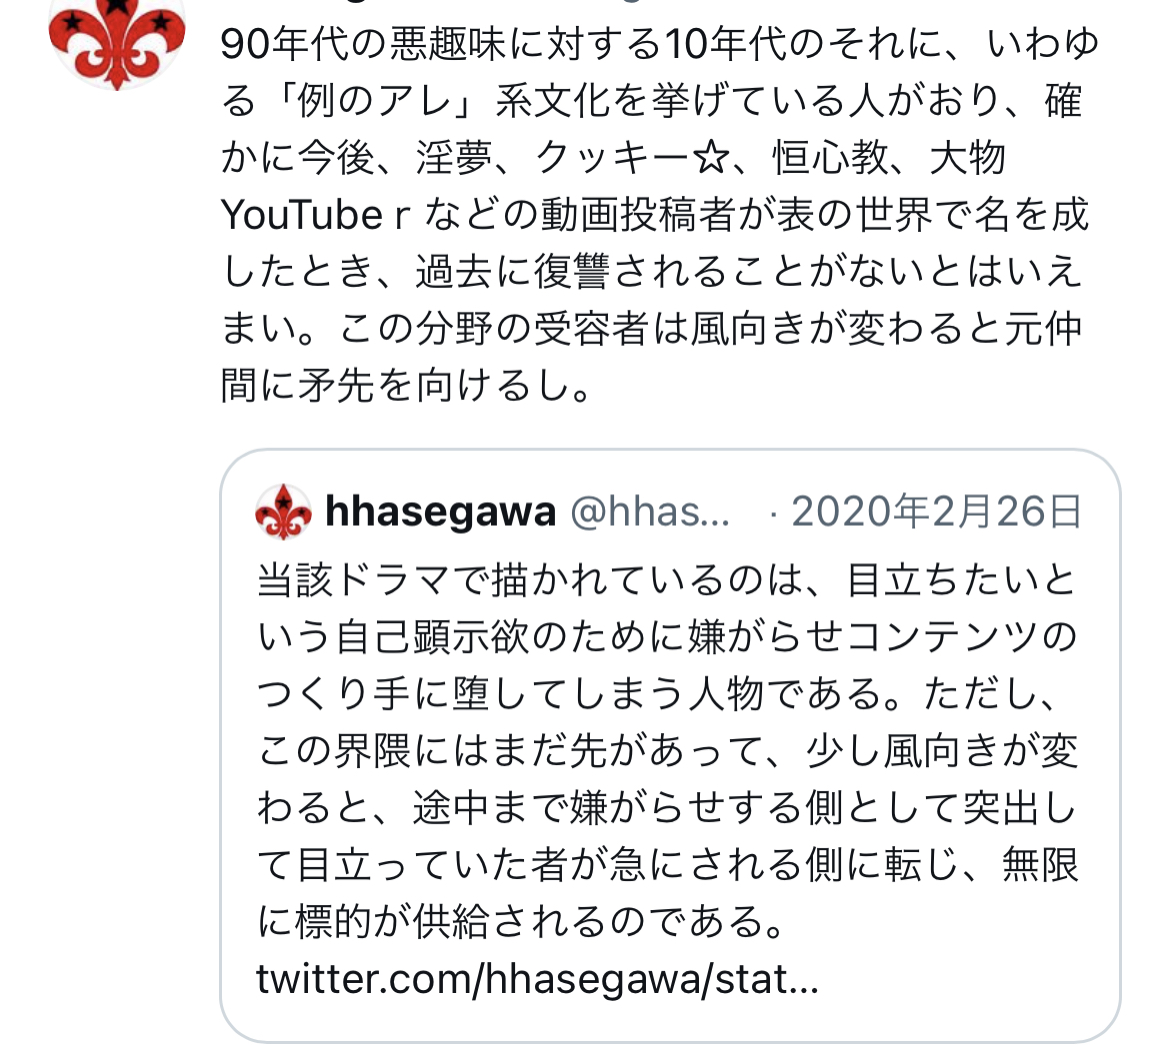 90年代の悪趣味に対する10年代のそれに、いわゆ
る「例のアレ」系文化を挙げている人がおり、確
かに今後、淫夢、クッキー☆、恒心教、大物
YouTubeｒなどの動画投稿者が表の世界で名を成
したとき、過去に復讐されることがないとはいえ
まい。この分野の受容者は風向きが変わると元仲
間に矛先を向けるし。
hhasegawa @hhas... · 2020年2月26日
当該ドラマで描かれているのは、目立ちたいと
いう自己顕示欲のために嫌がらせコンテンツの
つくり手に堕してしまう人物である。ただし、
この界隈にはまだ先があって、少し風向きが変
わると、途中まで嫌がらせする側として突出し
て目立っていた者が急にされる側に転じ、無限
に標的が供給されるのである。
twitter.com/hhasegawa/stat...